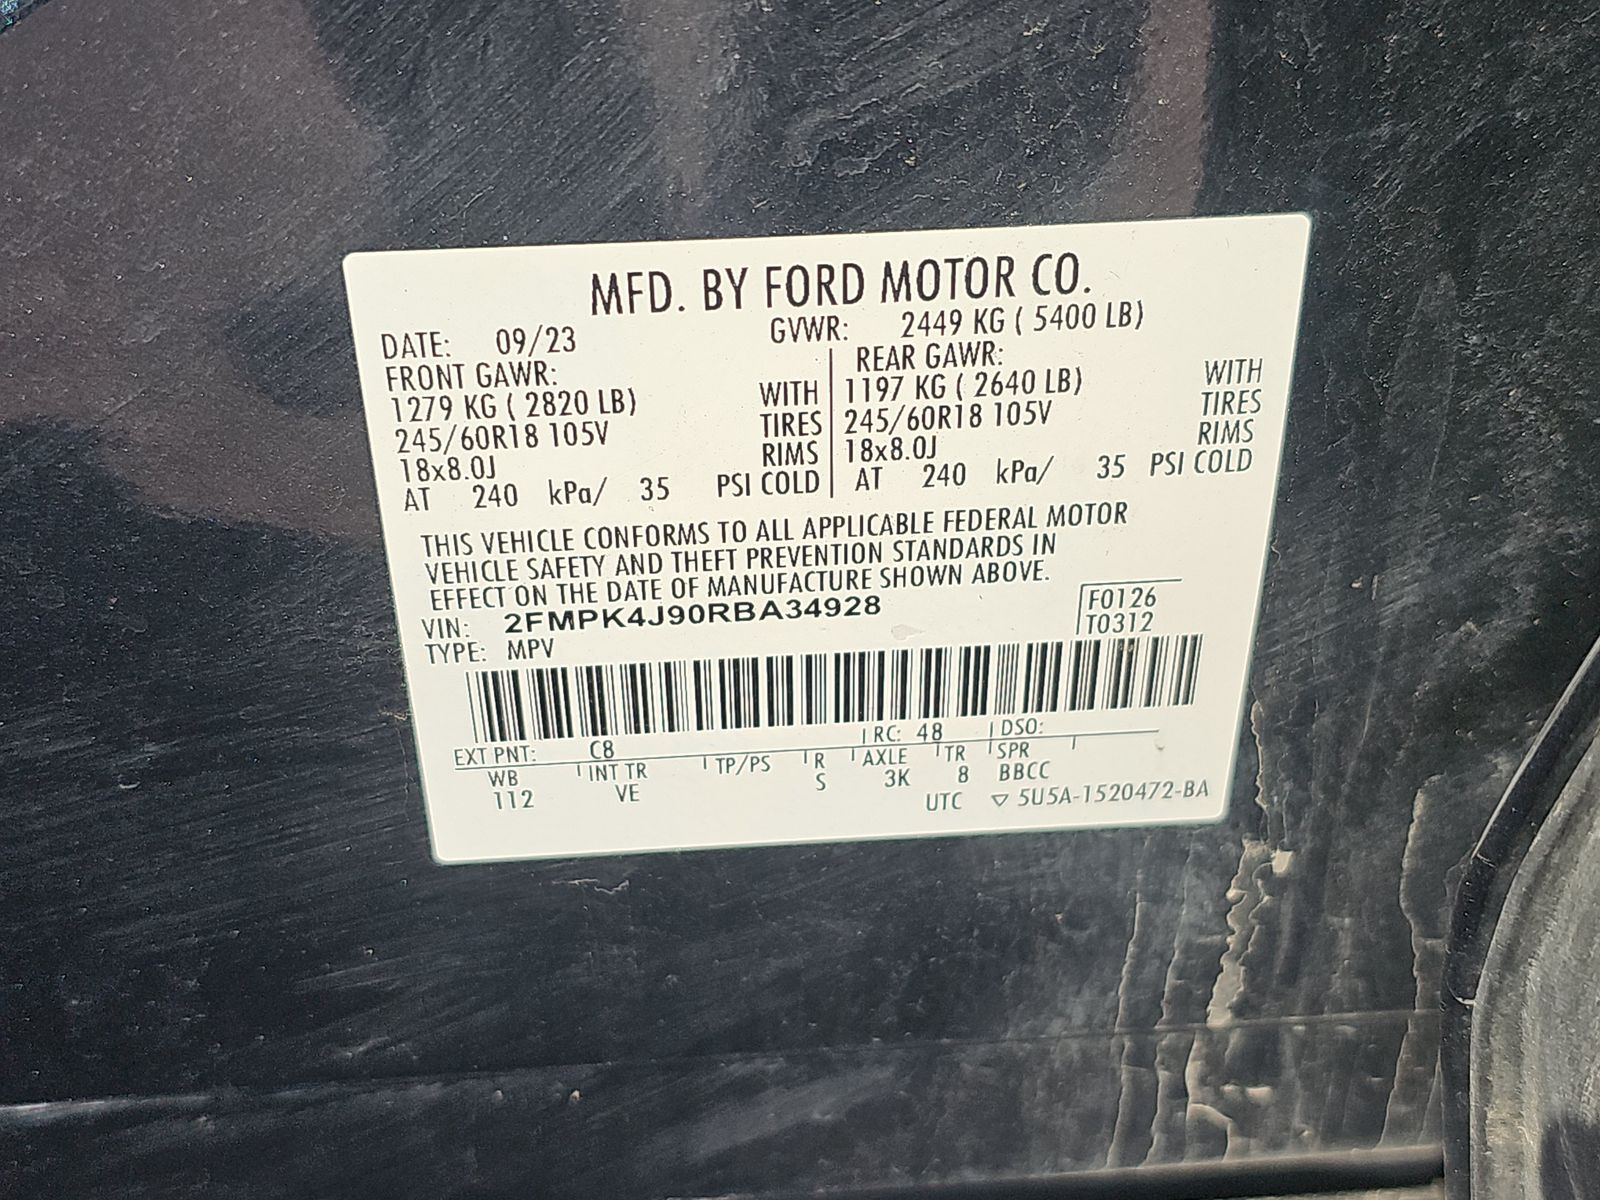 MFD. BY FORD MOTOR CO.
DATE: 09/23 GVWR: 2449 KG ( 5400 LB)
FRONT GAWR: REAR GAWR:
1279 KG ( 2820 LB) WITH 1197 KG ( 2640 LB) WITH
245/60R18 105V TIRES 245/60R18 105V TIRES
18x8.0J RIMS 18x8.0J RIMS
AT 240 kPa/ 35 PSI COLD AT 240 kPa/ 35 PSI COLD
THIS VEHICLE CONFORMS TO ALL APPLICABLE FEDERAL MOTOR
VEHICLE SAFETY AND THEFT PREVENTION STANDARDS IN
EFFECT ON THE DATE OF MANUFACTURE SHOWN ABOVE.
VIN: 2FMPK4J90RBA34928 F0126
TYPE: MPV T0312
EXT PNT: C8 RC: 48 DSO:
WB INT TR TP/PS R AXLE TR SPR
112 VE S 3K 8 BBCC
UTC ▽ 5U5A-1520472-BA